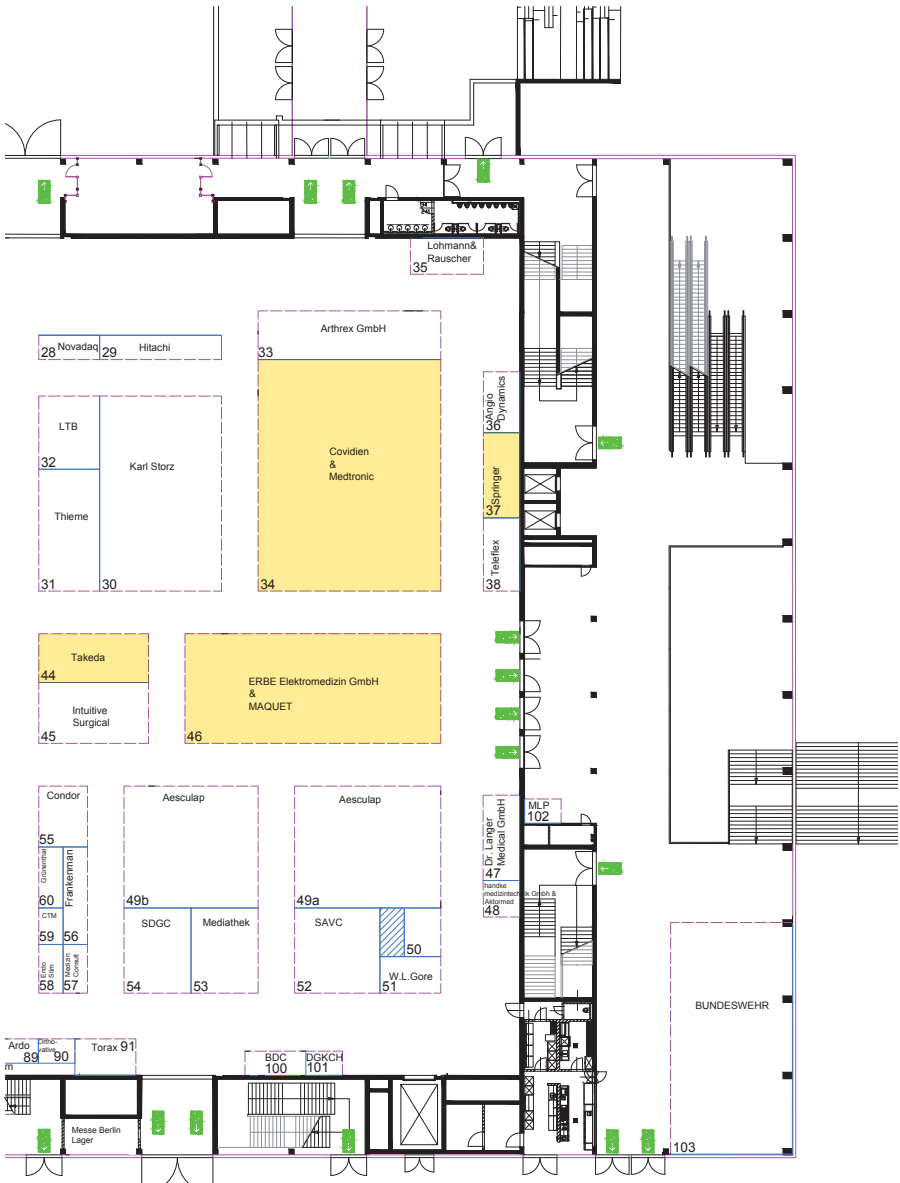 Lohmann&
Rauscher
35
Arthrex GmbH
33
28
Novadaq
29
Hitachi
Angio
Dynamics
36
LTB
32
Karl Storz
Covidien
&
Medtronic
Springer
37
Thieme
31
30
34
Teleflex
38
Takeda
44
Intuitive
Surgical
45
ERBE Elektromedizin GmbH
&
MAQUET
46
Condor
55
Aesculap
49b
Aesculap
49a
Dr. Langer
Medical GmbH
47
MLP
102
handke
medizintechnik Gmbh &
Aktormed
48
Grünenthal
60
Frankenman
56
CTM
59
Endo
Stim
58
Medizin
Consult
57
SDGC
54
Mediathek
53
SAVC
52
50
W.L.Gore
51
BUNDESWEHR
103
Ardo
89
90
Torax 91
m
BDC
100
DGKCH
101
Messe Berlin
Lager